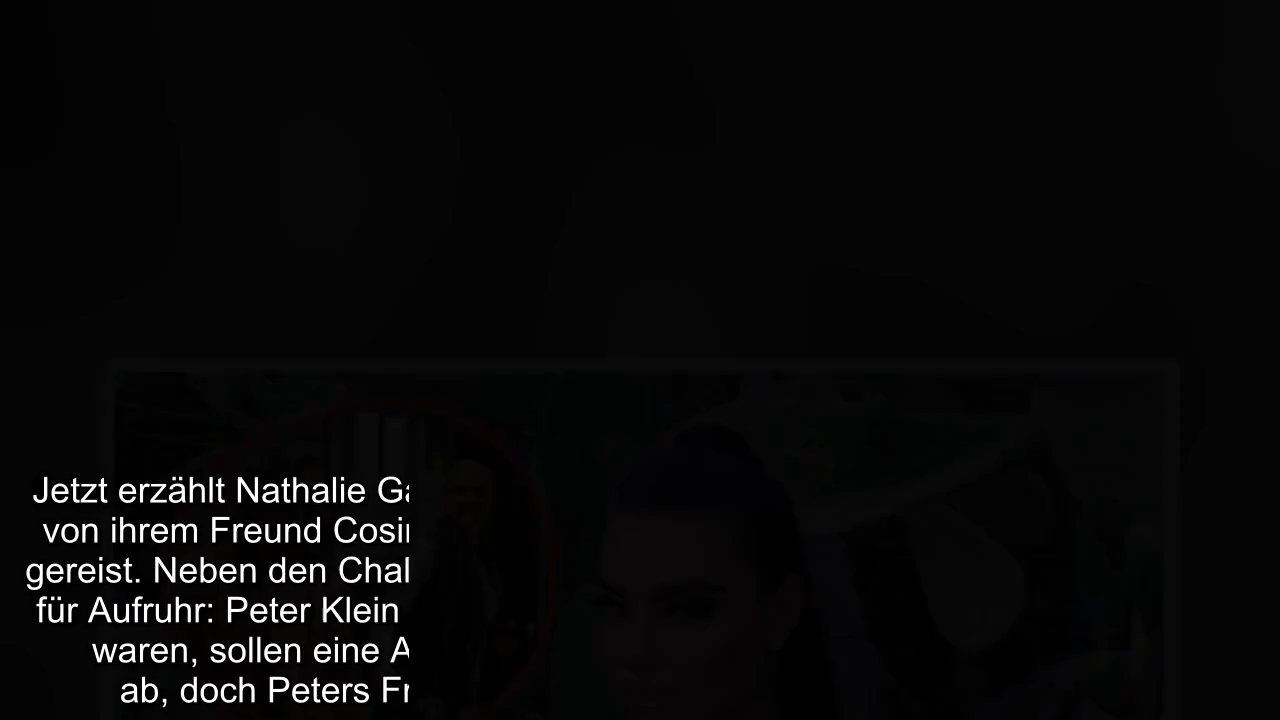 Jetzt erzählt Nathalie
von ihrem Freund
gereist. Neben den
für Aufruhr: Peter Klein
waren, sollen eine
ab, doch Peters